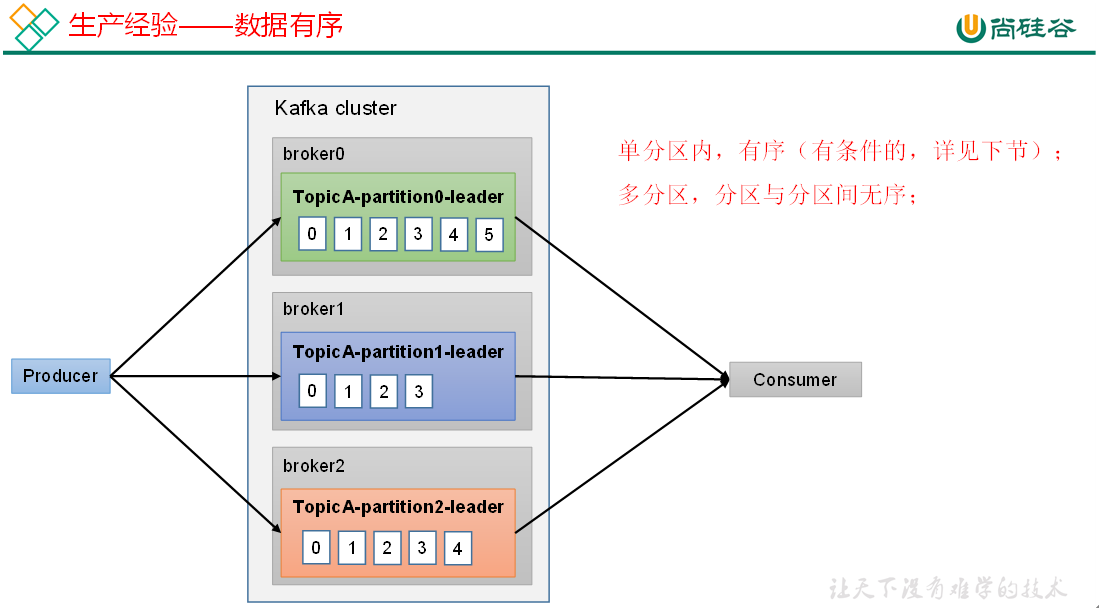 生产经验——数据有序
尚硅谷
Kafka cluster
broker0
TopicA-partition0-leader
0 1 2 3 4 5
单分区内，有序（有条件的，详见下节）；
多分区，分区与分区间无序；
broker1
TopicA-partition1-leader
0 1 2 3
Producer
Consumer
broker2
TopicA-partition2-leader
0 1 2 3 4
让天下没有难学的技术